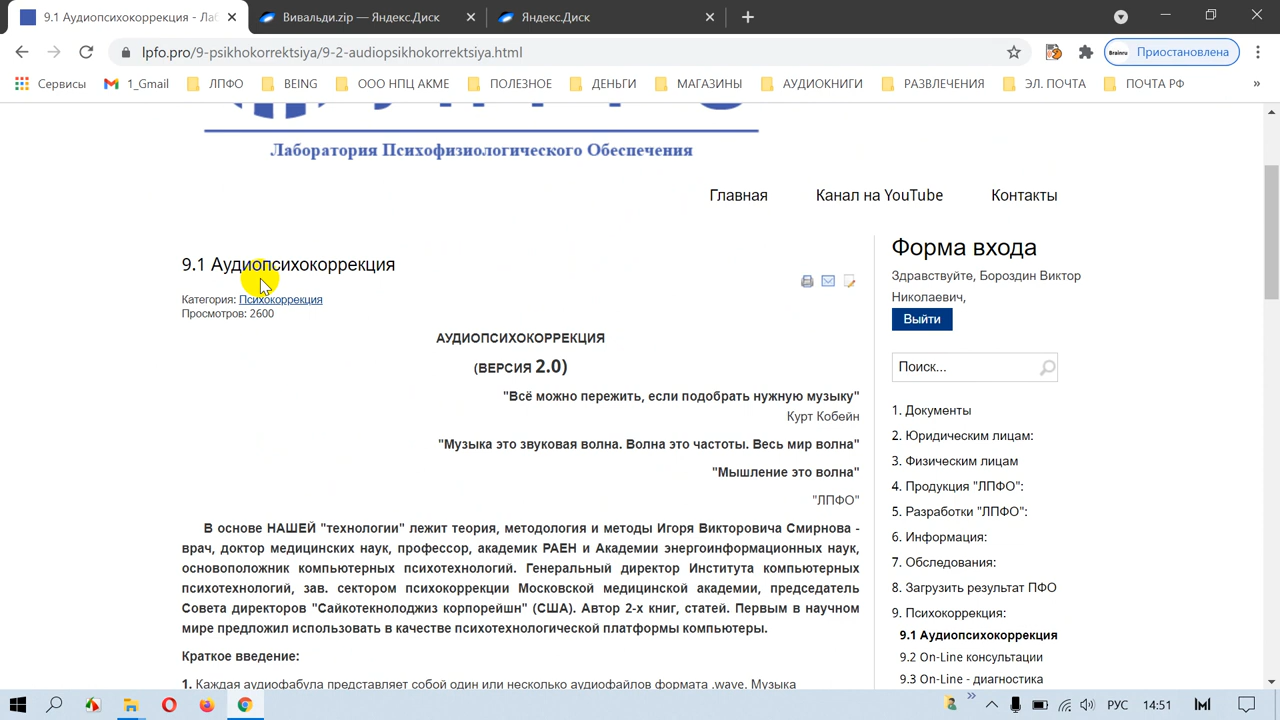 9.1 Аудиопсихокоррекция - Лаб
Вивальди.zip — Яндекс.Диск
Яндекс.Диск
lpfo.pro/9-psikhokorrektsiya/9-2-audiopsikhokorrektsiya.html
Brainru
Приостановлена
Сервисы
1_Gmail
ЛПФО
BEING
ООО НПЦ АКМЕ
ПОЛЕЗНОЕ
ДЕНЬГИ
МАГАЗИНЫ
АУДИОКНИГИ
РАЗВЛЕЧЕНИЯ
ЭЛ. ПОЧТА
ПОЧТА РФ
»
Лаборатория Психофизиологического Обеспечения
Главная
Канал на YouTube
Контакты
9.1 Аудиопсихокоррекция
Категория: Психокоррекция
Просмотров: 2600
АУДИОПСИХОКОРРЕКЦИЯ
(ВЕРСИЯ 2.0)
"Всё можно пережить, если подобрать нужную музыку"
Курт Кобейн
"Музыка это звуковая волна. Волна это частоты. Весь мир волна"
"Мышление это волна"
"ЛПФО"
В основе НАШЕЙ "технологии" лежит теория, методология и методы Игоря Викторовича Смирнова -
врач, доктор медицинских наук, профессор, академик РАЕН и Академии энергоинформационных наук,
основоположник компьютерных психотехнологий. Генеральный директор Института компьютерных
психотехнологий, зав. сектором психокоррекции Московской медицинской академии, председатель
Совета директоров "Сайкотекнолоджиз корпорейшн" (США). Автор 2-х книг, статей. Первым в научном
мире предложил использовать в качестве психотехнологической платформы компьютеры.
Краткое введение:
1. Каждая аудиофабула представляет собой один или несколько аудиофайлов формата .wave. Музыка
Форма входа
Здравствуйте, Бороздин Виктор
Николаевич,
Выйти
Поиск...
1. Документы
2. Юридическим лицам:
3. Физическим лицам
4. Продукция "ЛПФО":
5. Разработки "ЛПФО":
6. Информация:
7. Обследования:
8. Загрузить результат ПФО
9. Психокоррекция:
9.1 Аудиопсихокоррекция
9.2 On-Line консультации
9.3 On-Line - диагностика
РУС
14:51